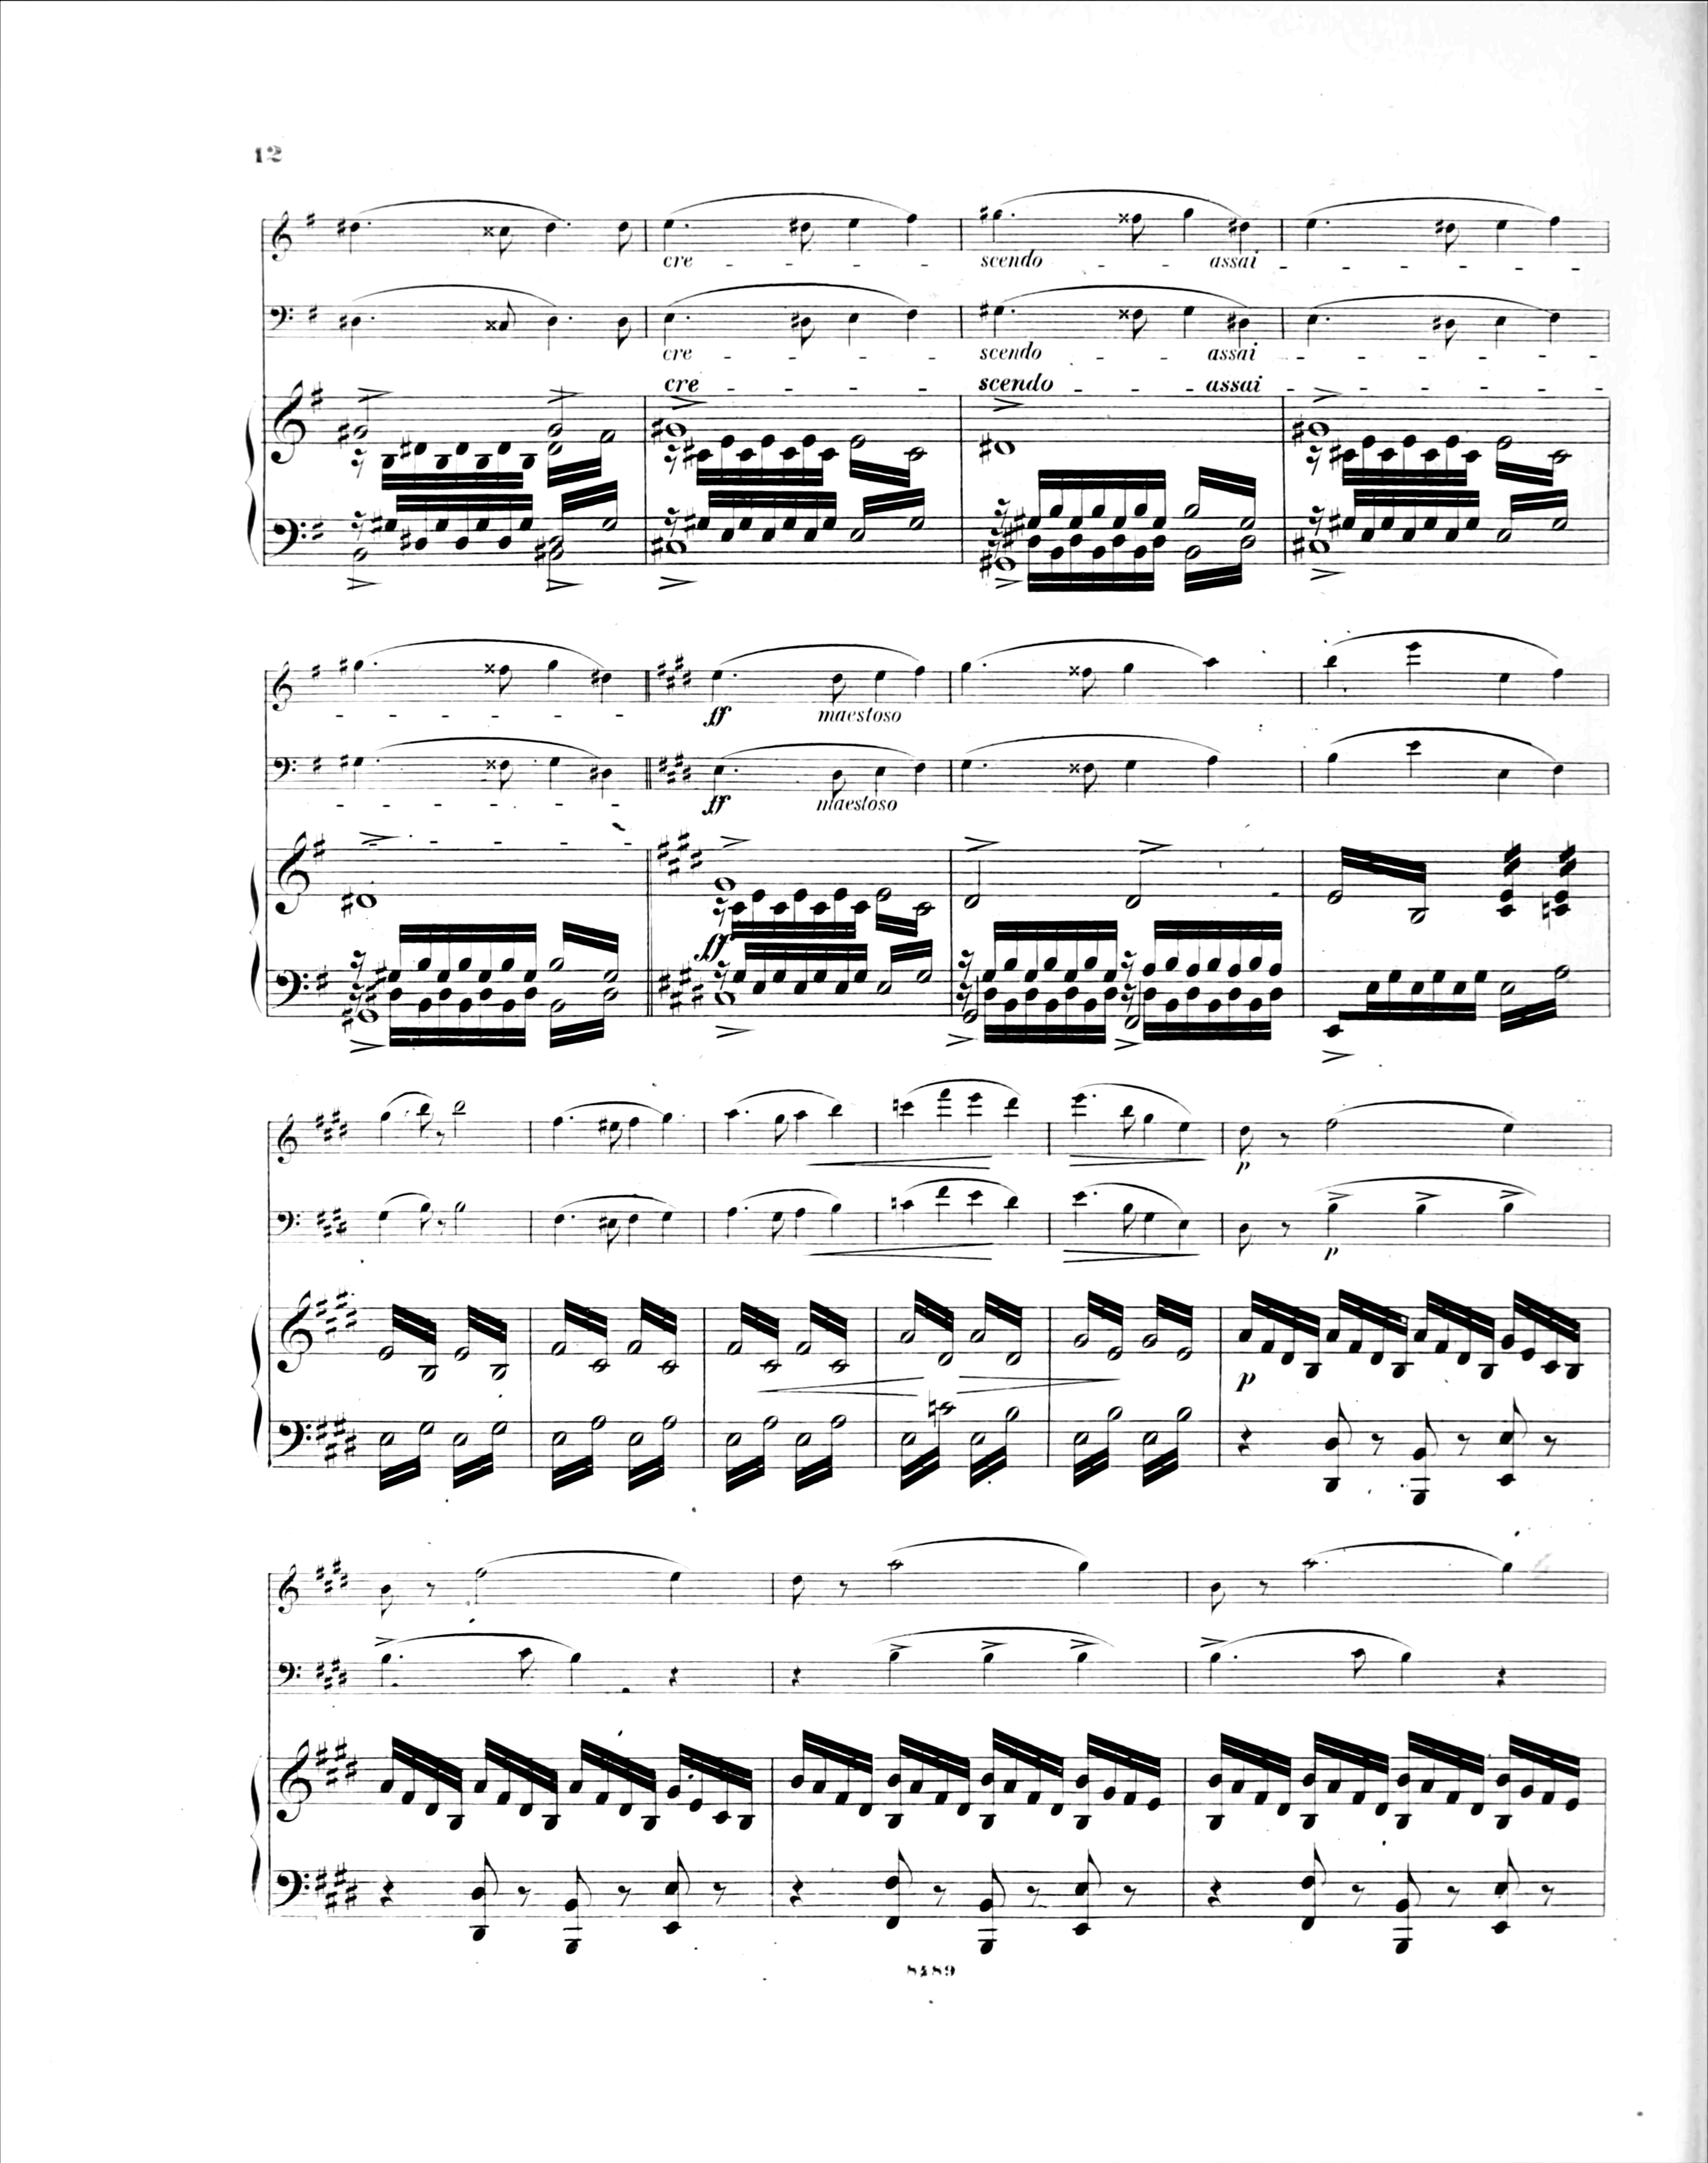 12
cre - - - - scendo - - assai - - - - - - -
cre - - - - scendo - - assai - - - - - - - -
cre - - - - scendo - - assai - - - - - - -
- - - - - - ff maestoso
- - - - - - ff maestoso
- - - - -
ff
p
p
p
8489